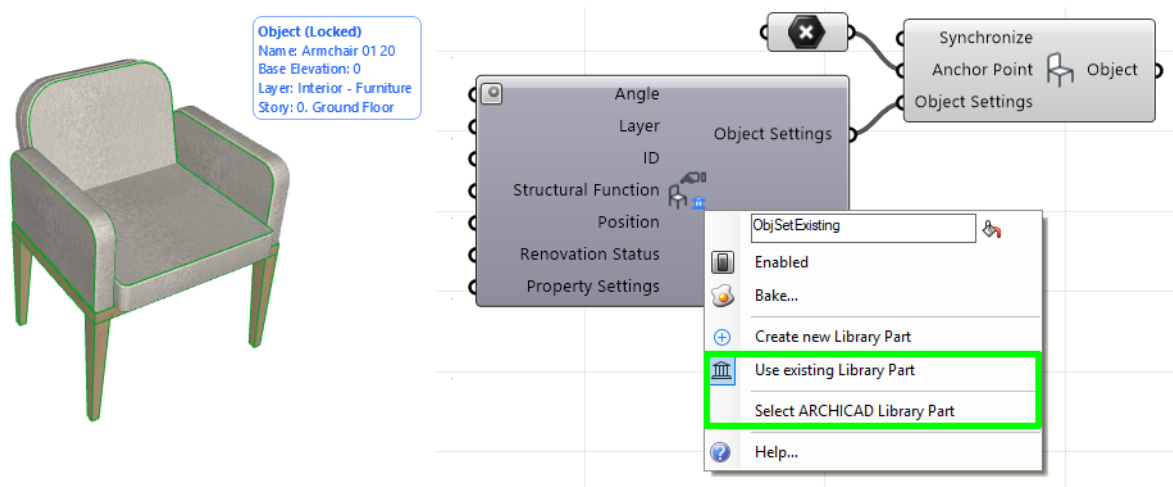 Object (Locked)
Name: Armchair 01 20
Base Elevation: 0
Layer: Interior - Furniture
Story: 0. Ground Floor
Synchronize
Anchor Point
Object
Object Settings
Angle
Layer
Object Settings
ID
Structural Function
Position
Renovation Status
Property Settings
ObjSetExisting
Enabled
Bake...
Create new Library Part
Use existing Library Part
Select ARCHICAD Library Part
Help...